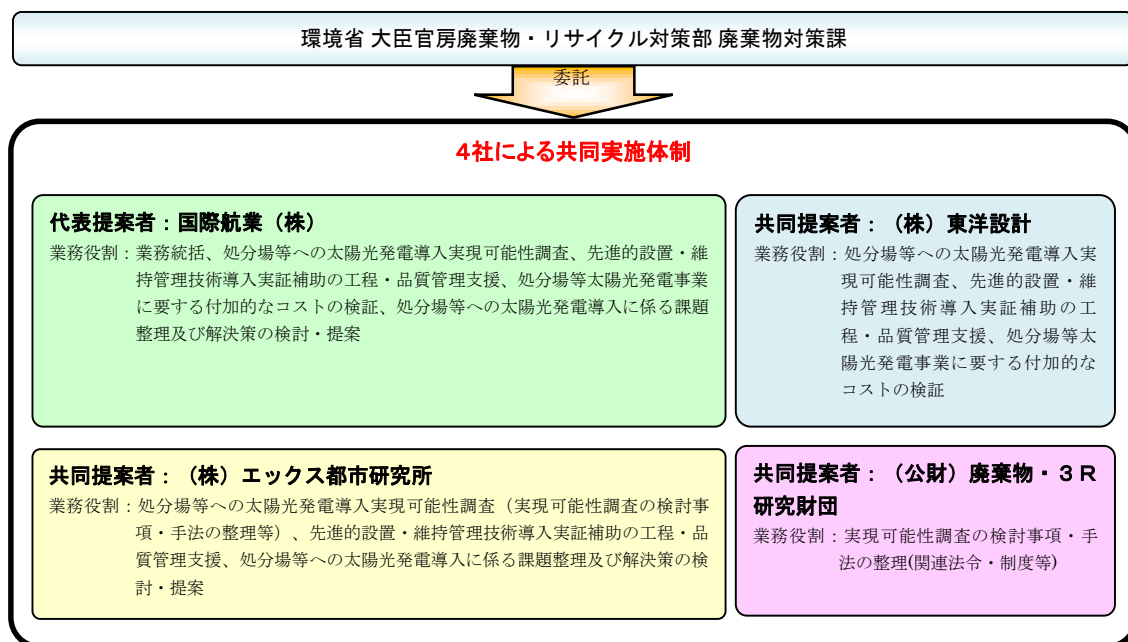 環境省 大臣官房廃棄物・リサイクル対策部 廃棄物対策課
委託
4社による共同実施体制
代表提案者：国際航業（株）
業務役割：業務統括、処分場等への太陽光発電導入実現可能性調査、先進的設置・維
持管理技術導入実証補助の工程・品質管理支援、処分場等太陽光発電事業
に要する付加的なコストの検証、処分場等への太陽光発電導入に係る課題
整理及び解決策の検討・提案
共同提案者：（株）東洋設計
業務役割：処分場等への太陽光発電導入実
現可能性調査、先進的設置・維
持管理技術導入実証補助の工
程・品質管理支援、処分場等太
陽光発電事業に要する付加的な
コストの検証
共同提案者：（株）エックス都市研究所
業務役割：処分場等への太陽光発電導入実現可能性調査（実現可能性調査の検討事
項・手法の整理等）、先進的設置・維持管理技術導入実証補助の工程・品
質管理支援、処分場等への太陽光発電導入に係る課題整理及び解決策の検
討・提案
共同提案者：（公財）廃棄物・３Ｒ
研究財団
業務役割：実現可能性調査の検討事項・手
法の整理(関連法令・制度等)